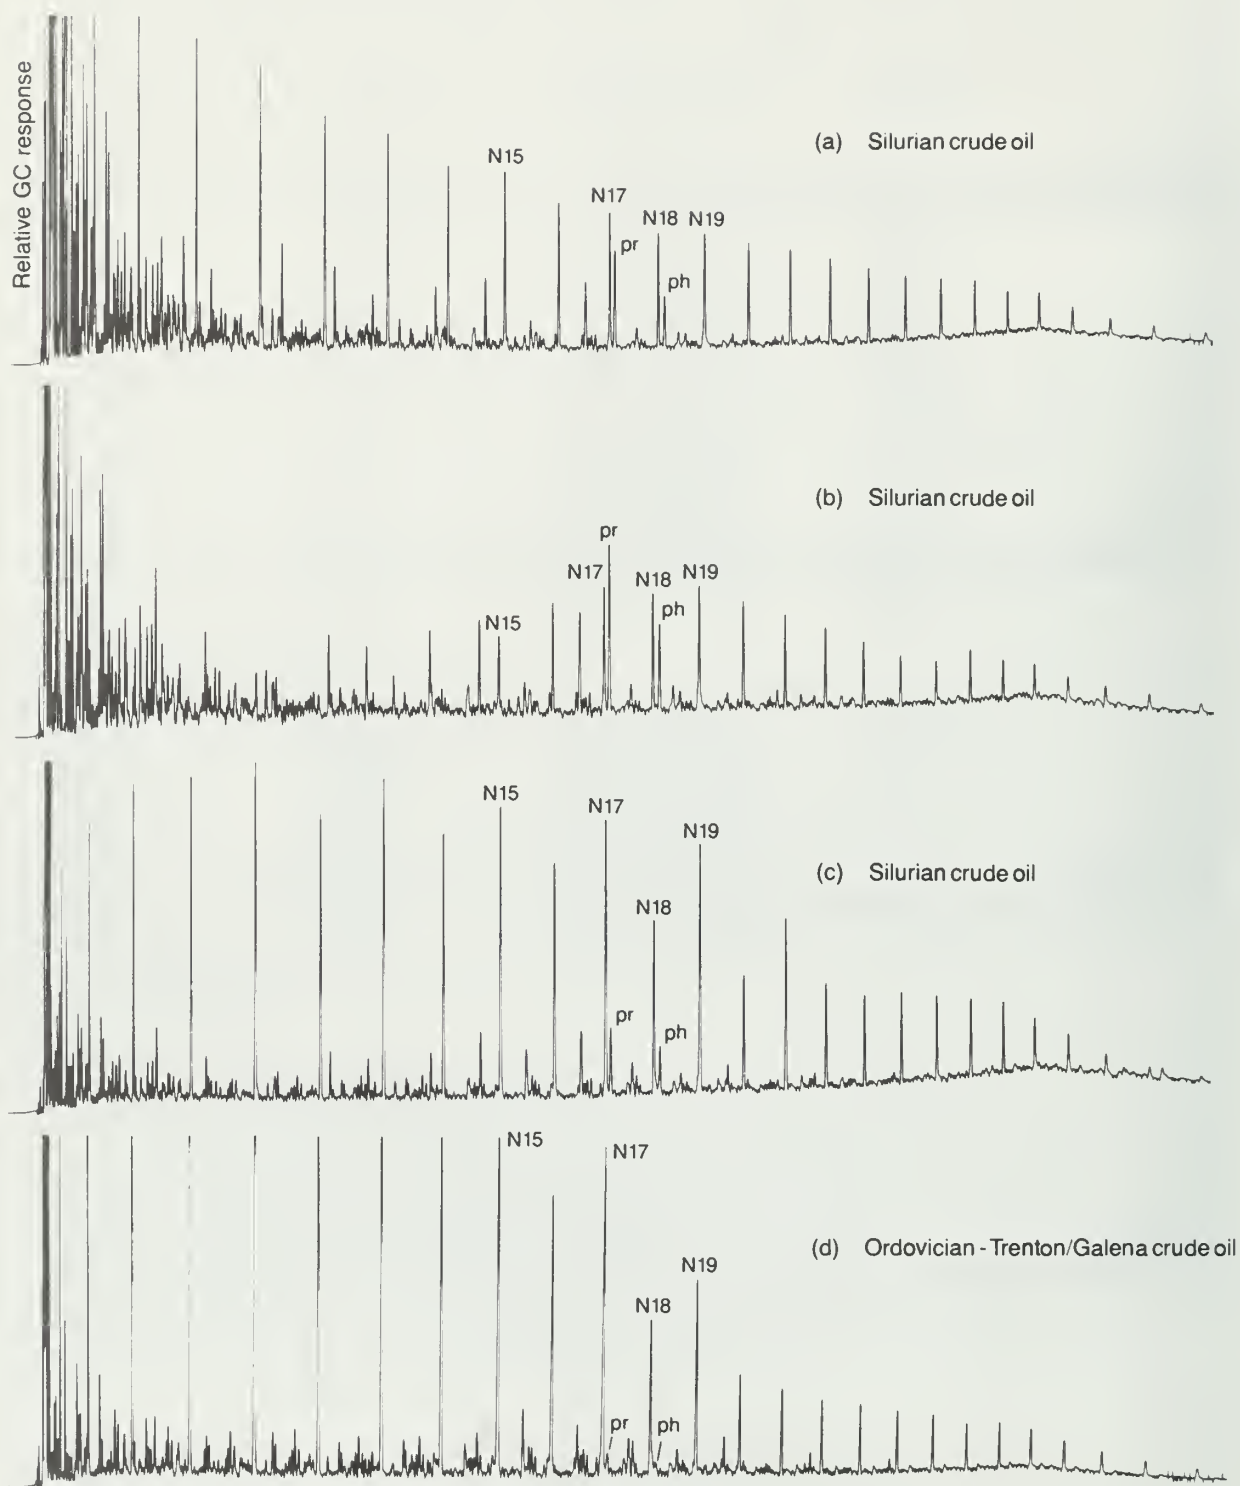 Relative GC response
(a) Silurian crude oil
N15
N17
pr
N18
ph
N19
(b) Silurian crude oil
N15
N17
pr
N18
ph
N19
(c) Silurian crude oil
N15
N17
pr
N18
ph
N19
(d) Ordovician - Trenton/Galena crude oil
N15
N17
pr
N18
ph
N19